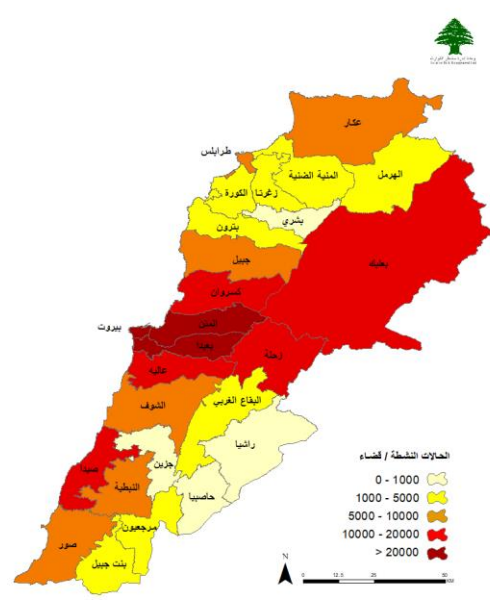 عكار
طرابلس
المنية الضنية
الهرمل
زغرتا
الكورة
بشري
بترون
بعلبك
جبيل
كسروان
المتن
بيروت
بعبدا
زحلة
عاليه
الشوف
البقاع الغربي
راشيا
صيدا
جزين
النبطية
حاصبيا
مرجعيون
صور
بنت جبيل
الحالات النشطة / قضاء
0 - 1000
1000 - 5000
5000 - 10000
10000 - 20000
> 20000
N
0 12.5 25 50
KM